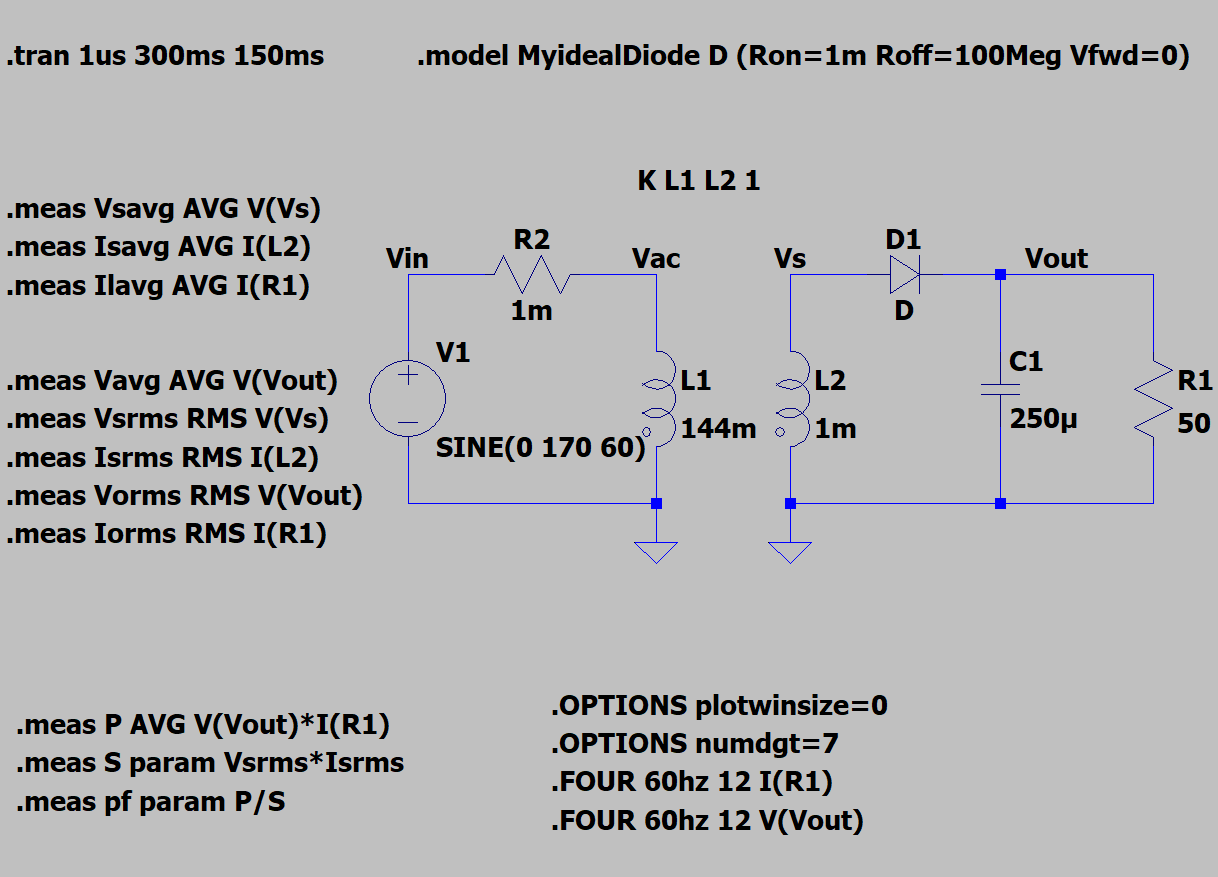 .tran 1us 300ms 150ms
.model MyidealDiode D (Ron=1m Roff=100Meg Vfwd=0)
K L1 L2 1
.meas Vsavg AVG V(Vs)
.meas Isavg AVG I(L2)
.meas Ilavg AVG I(R1)
.meas Vavg AVG V(Vout)
.meas Vsrms RMS V(Vs)
.meas Isrms RMS I(L2)
.meas Vorms RMS V(Vout)
.meas Iorms RMS I(R1)
Vin
R2
1m
Vac
V1
SINE(0 170 60)
L1
144m
Vs
L2
1m
D1
D
Vout
C1
250µ
R1
50
.meas P AVG V(Vout)*I(R1)
.meas S param Vsrms*Isrms
.meas pf param P/S
.OPTIONS plotwinsize=0
.OPTIONS numdgt=7
.FOUR 60hz 12 I(R1)
.FOUR 60hz 12 V(Vout)